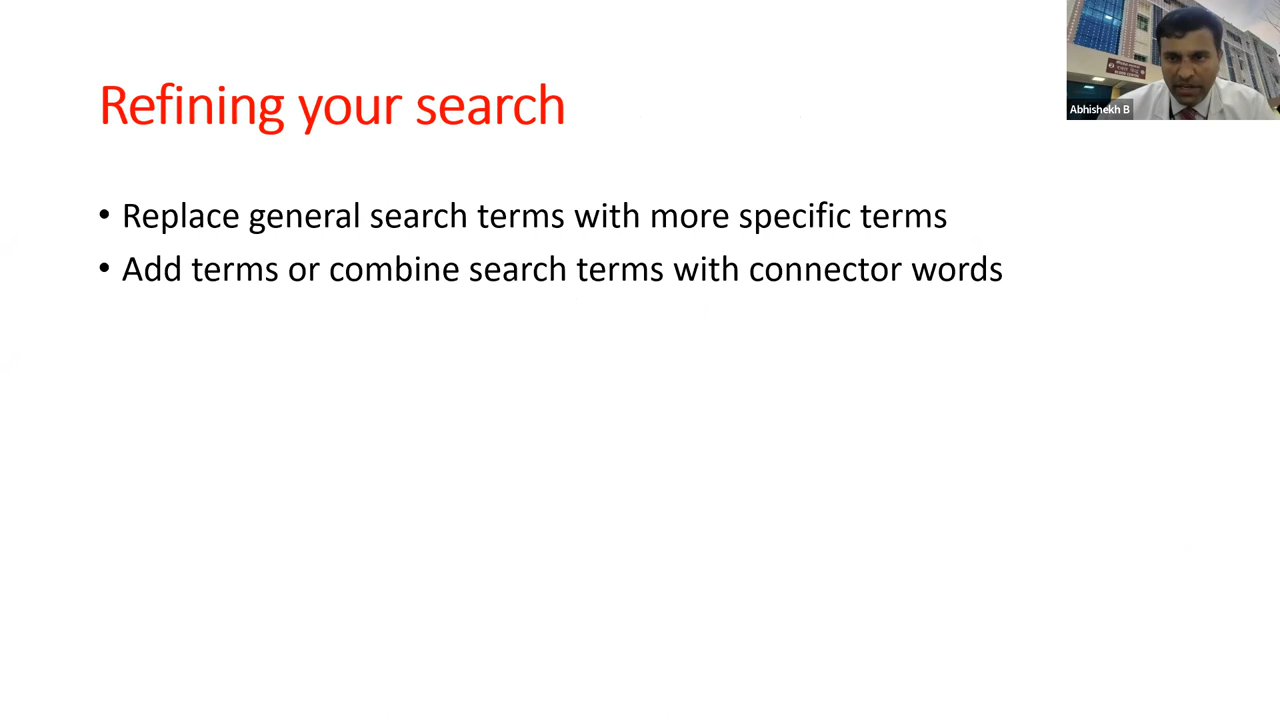 Refining your search
• Replace general search terms with more specific terms
• Add terms or combine search terms with connector words
Abhishekh B